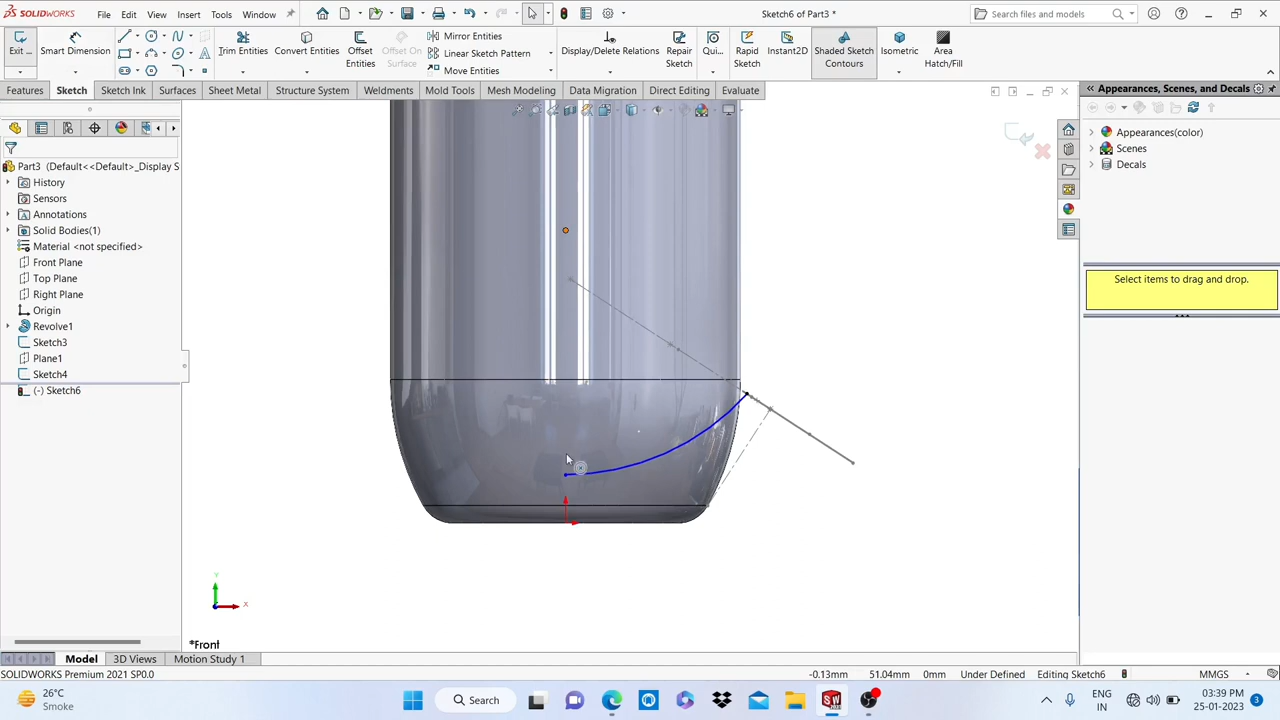 SOLIDWORKS File Edit View Insert Tools Window Sketch6 of Part3 * Search files and models
Exit ... Smart Dimension Trim Entities Convert Entities Offset Entities Offset On Surface Mirror Entities Linear Sketch Pattern Move Entities Display/Delete Relations Repair Sketch Qui... Rapid Sketch Instant2D Shaded Sketch Contours Isometric Area Hatch/Fill
Features Sketch Sketch Ink Surfaces Sheet Metal Structure System Weldments Mold Tools Mesh Modeling Data Migration Direct Editing Evaluate
Appearances, Scenes, and Decals
Appearances(color)
Scenes
Decals
Select items to drag and drop.
Part3 (Default<<Default>_Display S
History
Sensors
Annotations
Solid Bodies(1)
Material <not specified>
Front Plane
Top Plane
Right Plane
Origin
Revolve1
Sketch3
Plane1
Sketch4
(-) Sketch6
Y
X
*Front
Model 3D Views Motion Study 1
SOLIDWORKS Premium 2021 SP0.0 -0.13mm 51.04mm 0mm Under Defined Editing Sketch6 MMGS
26°C
Smoke
Search
ENG
IN
03:39 PM
25-01-2023
3